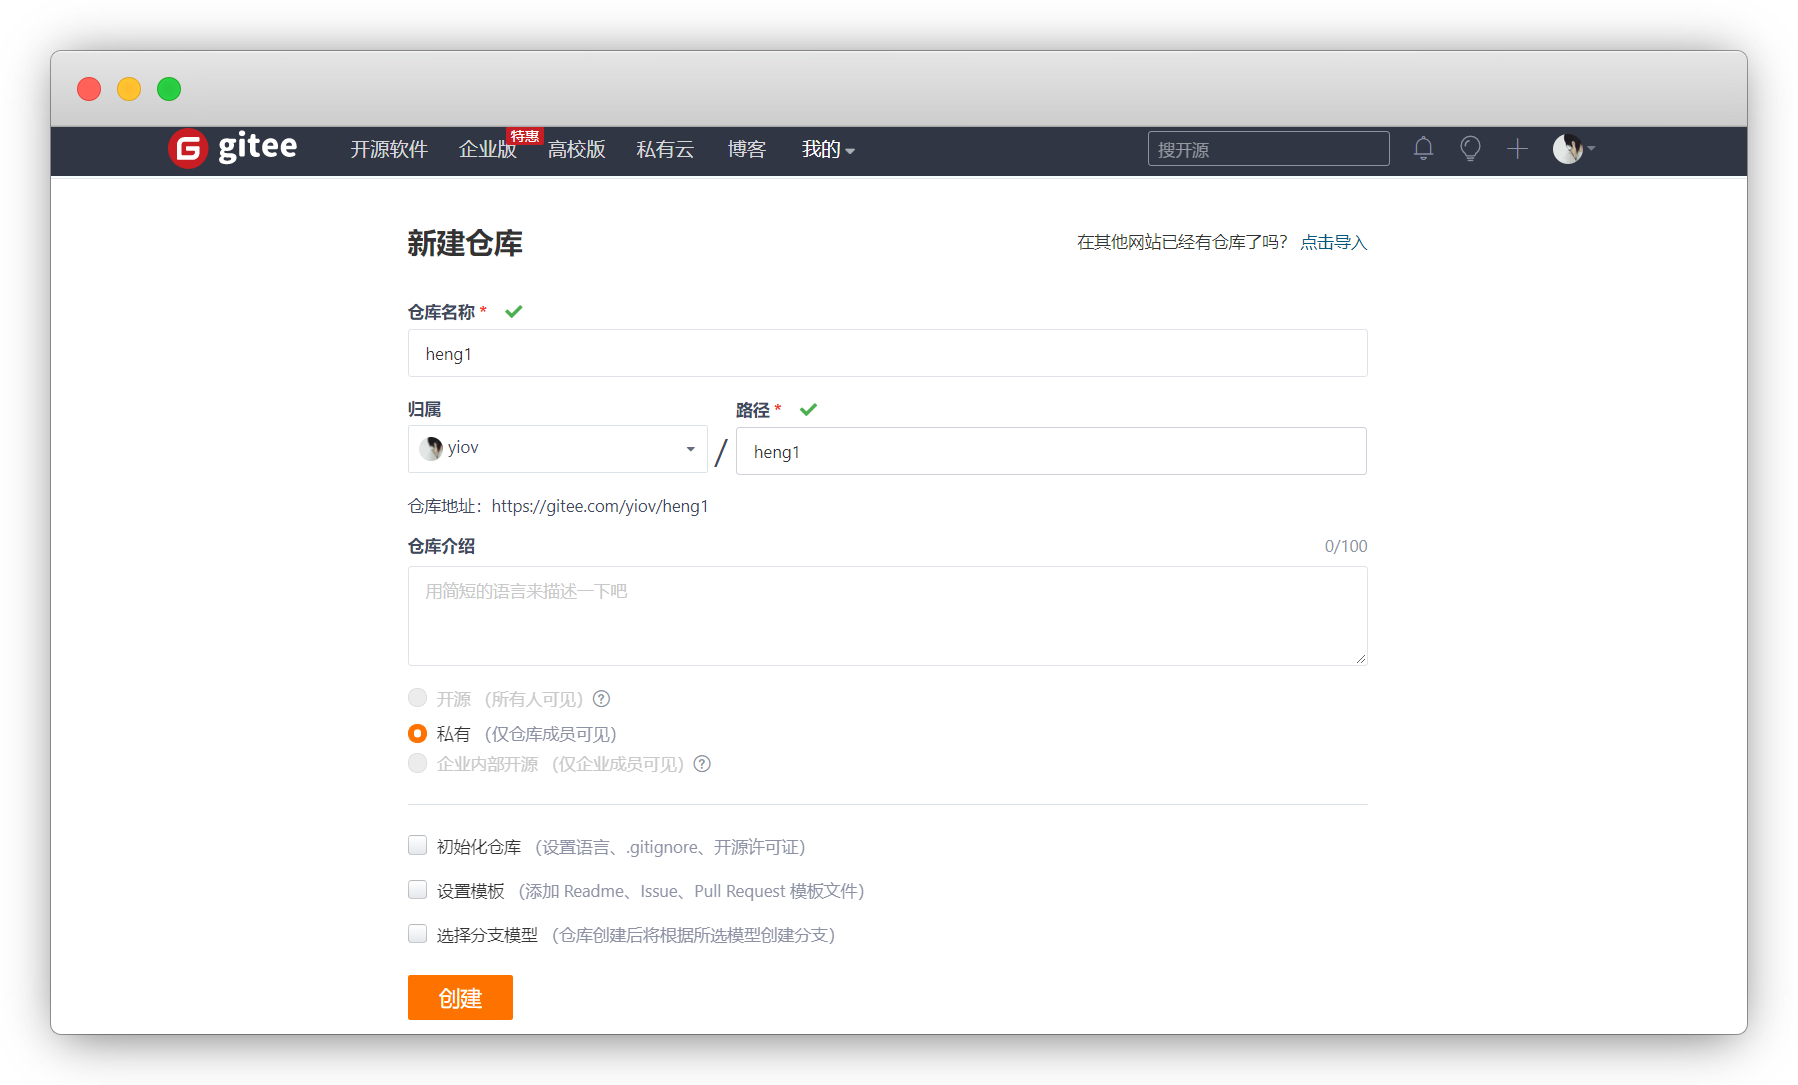 G gitee 开源软件 企业版 特惠 高校版 私有云 博客 我的 搜开源
新建仓库 在其他网站已经有仓库了吗？ 点击导入
仓库名称 *
heng1
归属 路径 *
yiov / heng1
仓库地址：https://gitee.com/yiov/heng1
仓库介绍 0/100
用简短的语言来描述一下吧
开源 （所有人可见） ?
私有 （仅仓库成员可见）
企业内部开源 （仅企业成员可见） ?
初始化仓库 （设置语言、.gitignore、开源许可证）
设置模板 （添加 Readme、Issue、Pull Request 模板文件）
选择分支模型 （仓库创建后将根据所选模型创建分支）
创建